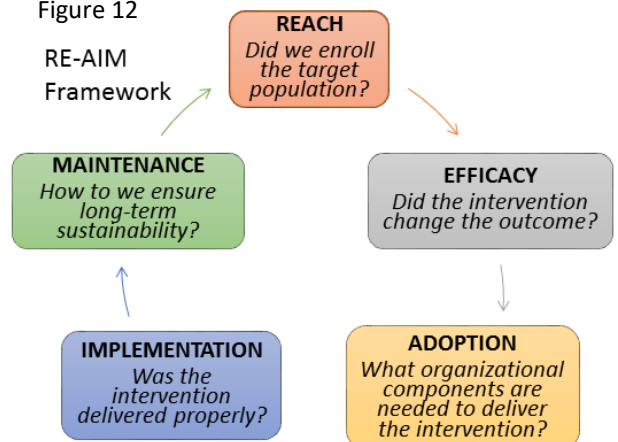 Figure 12
RE-AIM
Framework
REACH
Did we enroll
the target
population?
EFFICACY
Did the intervention
change the outcome?
ADOPTION
What organizational
components are
needed to deliver
the intervention?
IMPLEMENTATION
Was the
intervention
delivered properly?
MAINTENANCE
How to we ensure
long-term
sustainability?